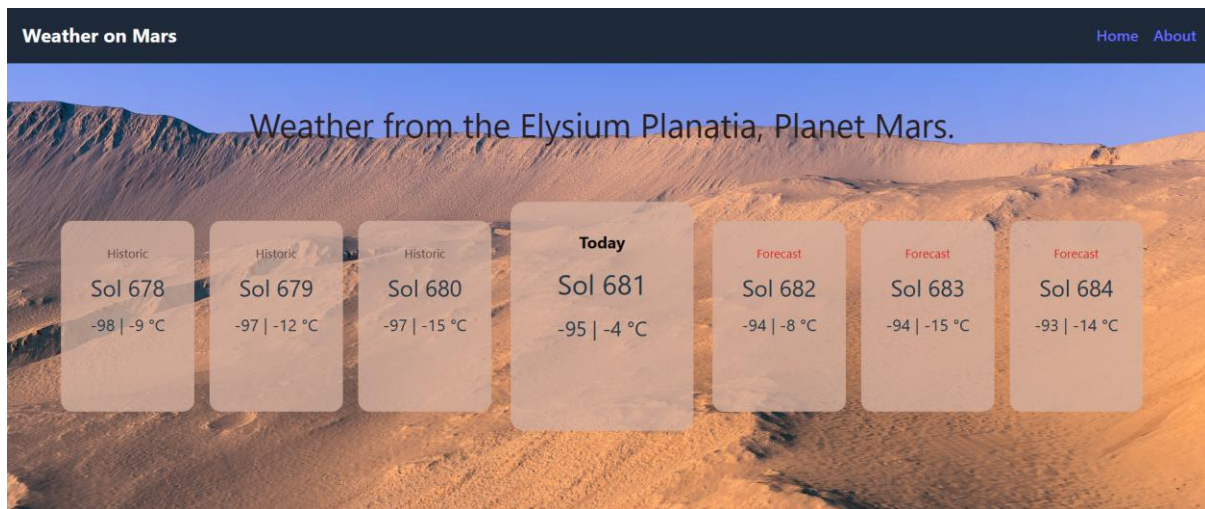 Weather on Mars
Home About
Weather from the Elysium Planatia, Planet Mars.
Historic
Sol 678
-98 | -9 °C
Historic
Sol 679
-97 | -12 °C
Historic
Sol 680
-97 | -15 °C
Today
Sol 681
-95 | -4 °C
Forecast
Sol 682
-94 | -8 °C
Forecast
Sol 683
-94 | -15 °C
Forecast
Sol 684
-93 | -14 °C